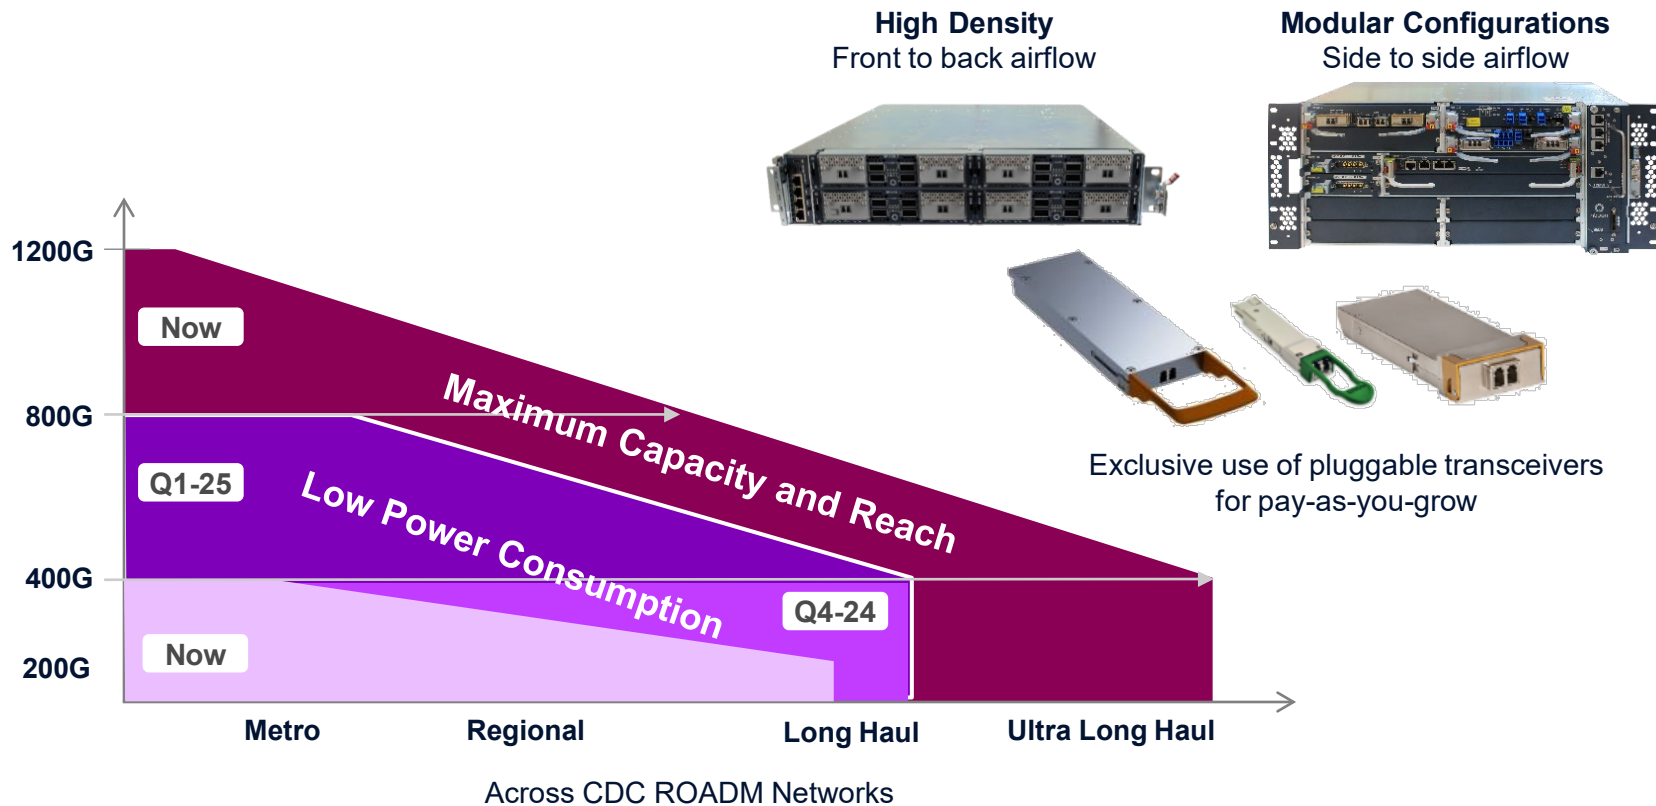 High Density
Front to back airflow
Modular Configurations
Side to side airflow
1200G
Now
Maximum Capacity and Reach
800G
Q1-25
Low Power Consumption
Exclusive use of pluggable transceivers
for pay-as-you-grow
400G
Q4-24
Now
200G
Metro
Regional
Long Haul
Ultra Long Haul
Across CDC ROADM Networks